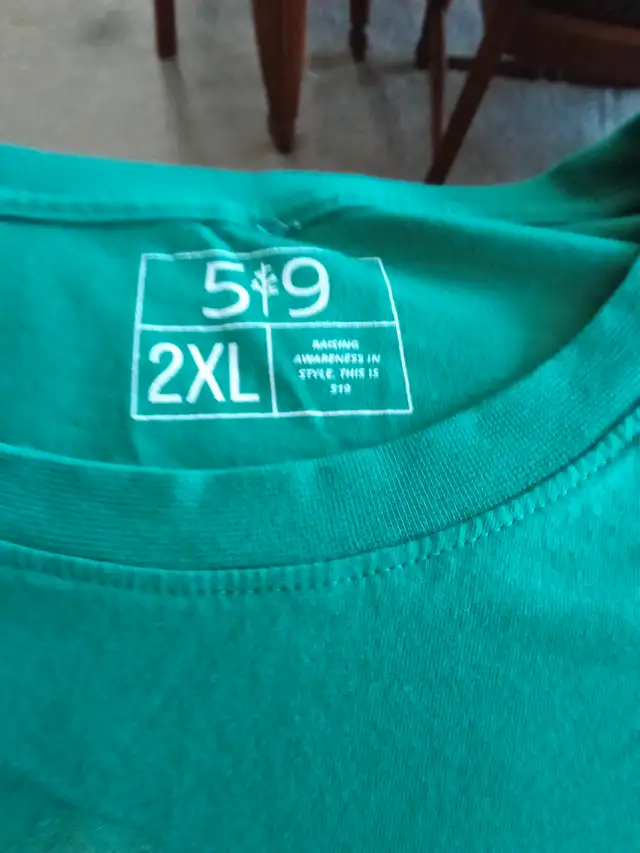 519
2XL
RAISING
AWARENESS IN
STYLE. THIS IS
519